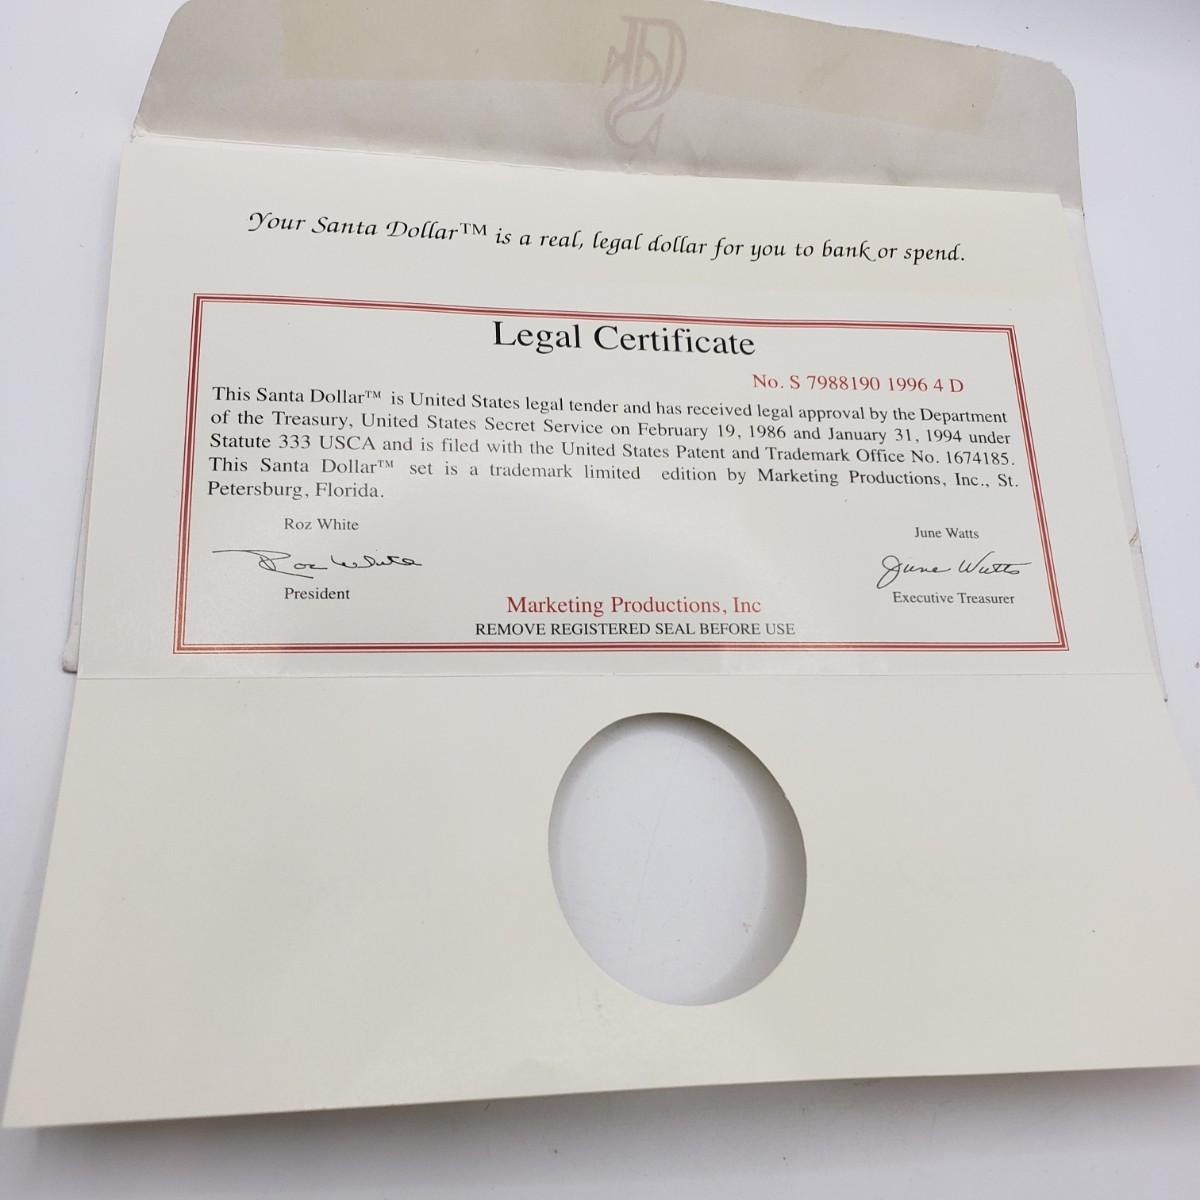 Your Santa Dollar™ is a real, legal dollar for you to bank or spend.
Legal Certificate
No. S 7988190 1996 4 D
This Santa Dollar™ is United States legal tender and has received legal approval by the Department
of the Treasury, United States Secret Service on February 19, 1986 and January 31, 1994 under
Statute 333 USCA and is filed with the United States Patent and Trademark Office No. 1674185.
This Santa Dollar™ set is a trademark limited edition by Marketing Productions, Inc., St.
Petersburg, Florida.
Roz White
Roz White
President
June Watts
June Watts
Executive Treasurer
Marketing Productions, Inc
REMOVE REGISTERED SEAL BEFORE USE